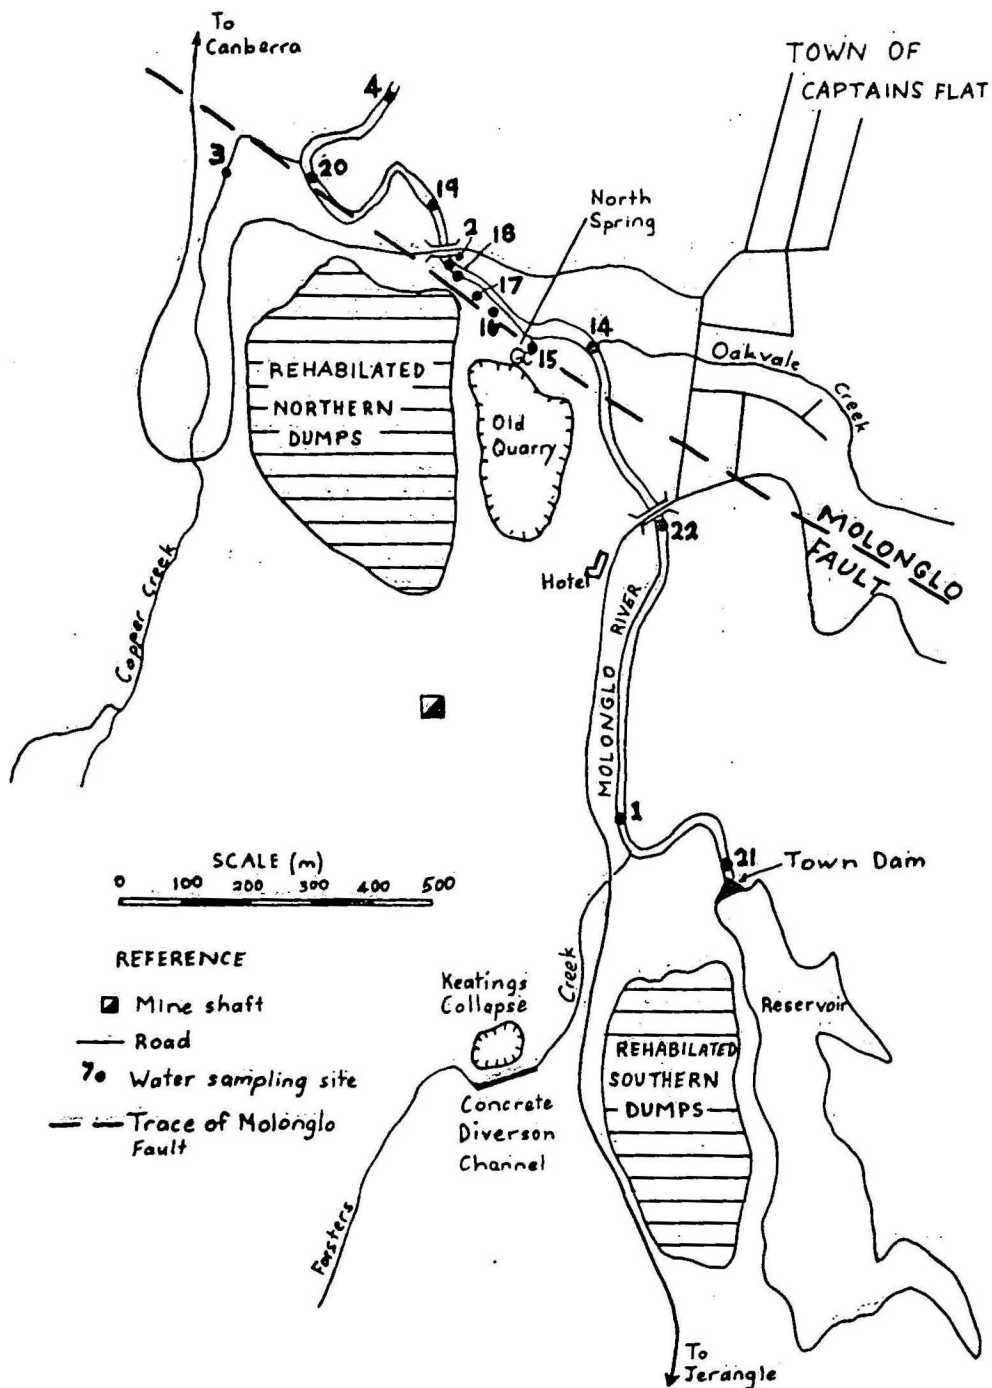 To
Canberra
TOWN OF
CAPTAINS FLAT
4
3
20
19
North
Spring
2
18
17
16
15
14
Oakvale
Creek
REHABILATED
NORTHERN
DUMPS
Old
Quarry
MOLONGLO
FAULT
22
Hotel
MOLONGLO RIVER
Copper Creek
1
21
Town Dam
SCALE (m)
0 100 200 300 400 500
REFERENCE
Mine shaft
Road
7 Water sampling site
Trace of Molonglo
Fault
Keatings
Collapse
Forsters Creek
Concrete
Diverson
Channel
Reservoir
REHABILATED
SOUTHERN
DUMPS
To
Jerangle